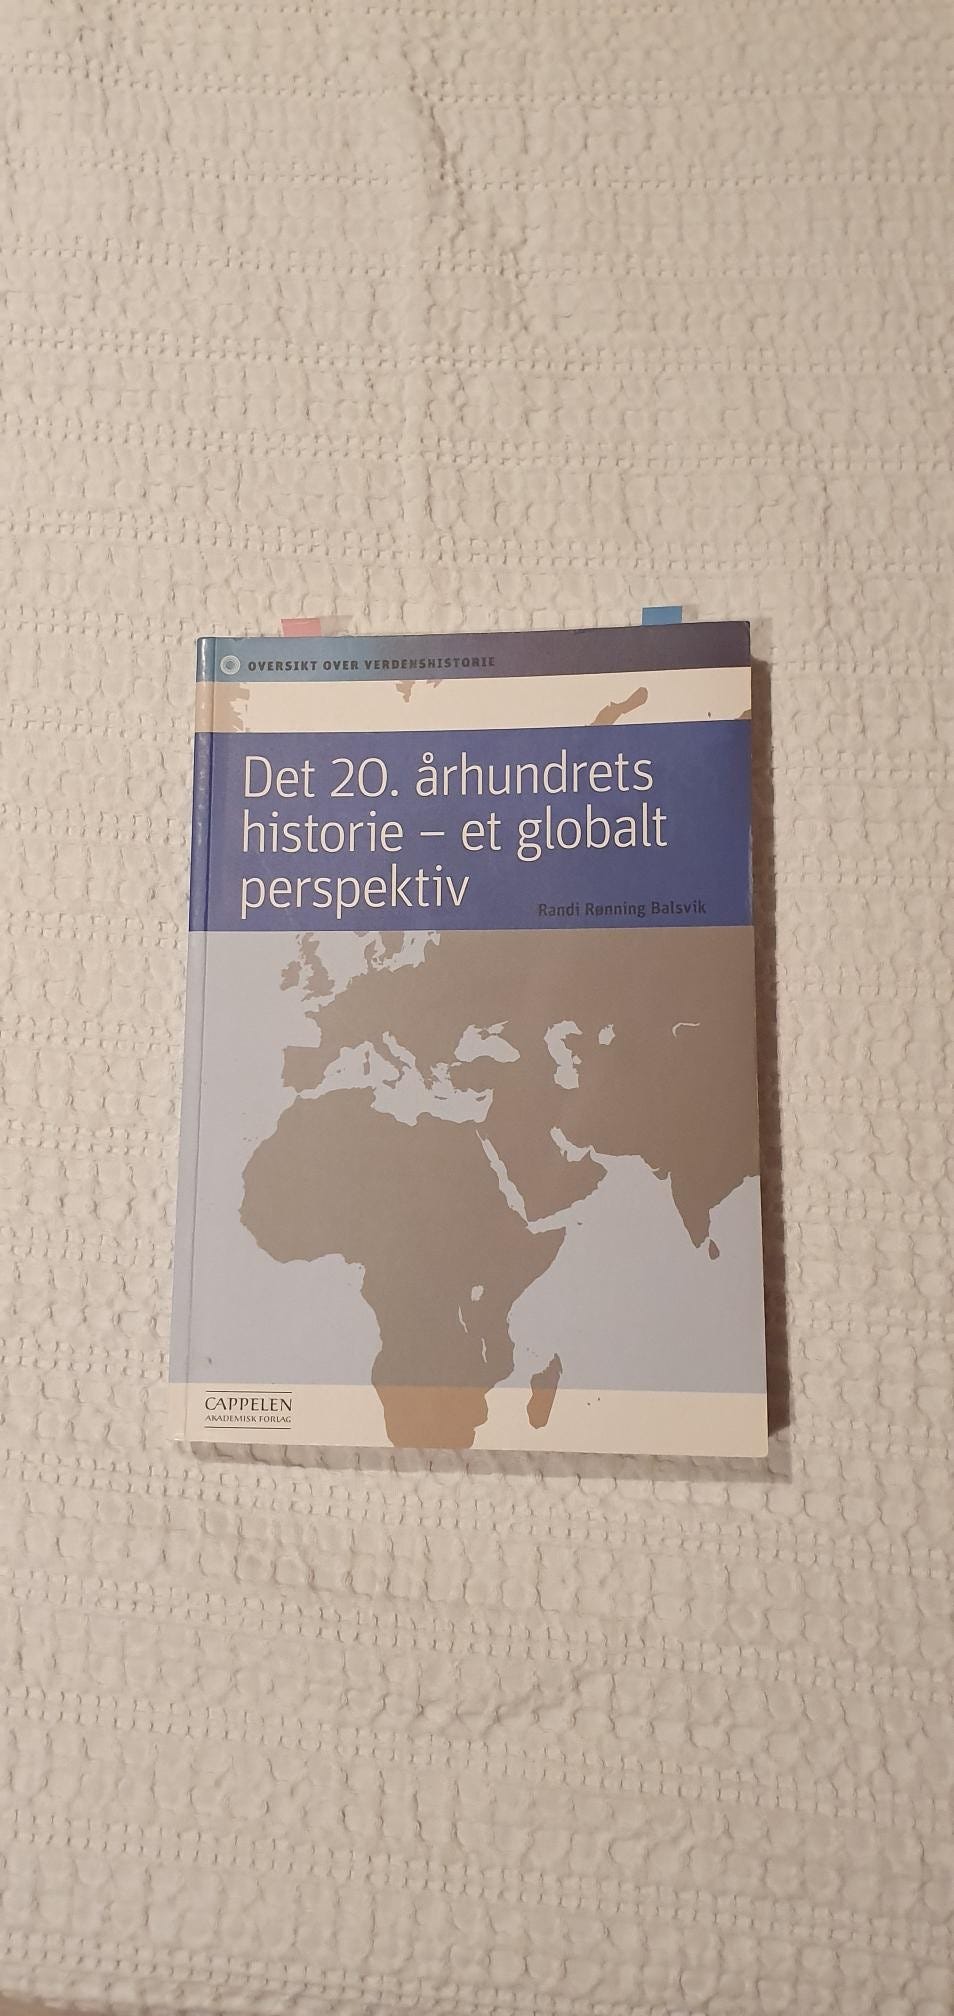 OVERSIKT OVER VERDENSHISTORIE
Det 20. århundrets
historie – et globalt
perspektiv
Randi Rønning Balsvik
CAPPELEN
AKADEMISK FORLAG